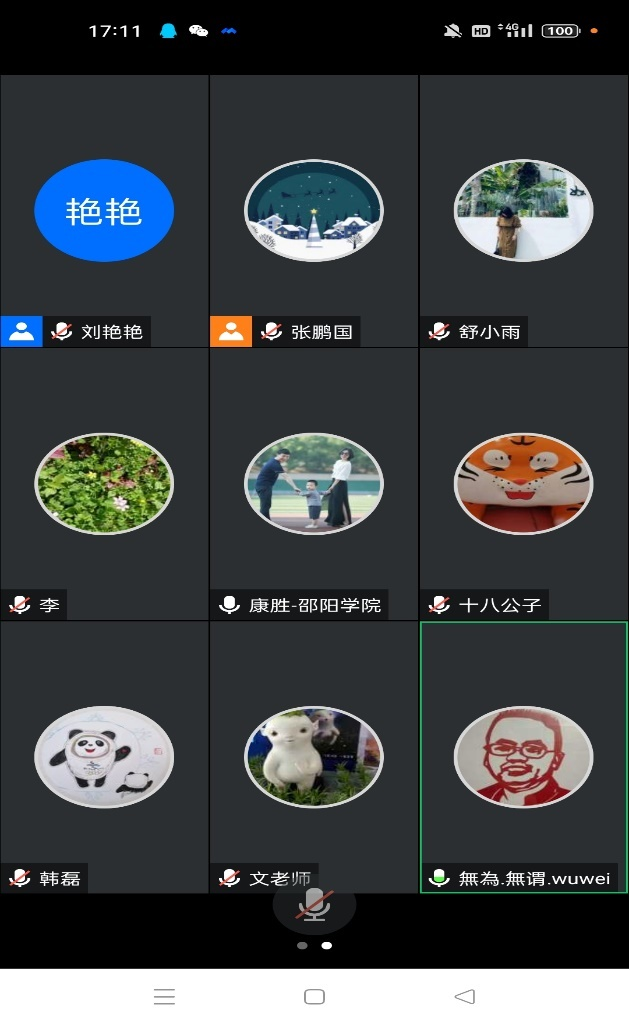 17:11
HD 4G 100
艳艳
刘艳艳
张鹏国
舒小雨
李
康胜-邵阳学院
十八公子
韩磊
文老师
無為.無谓.wuwei